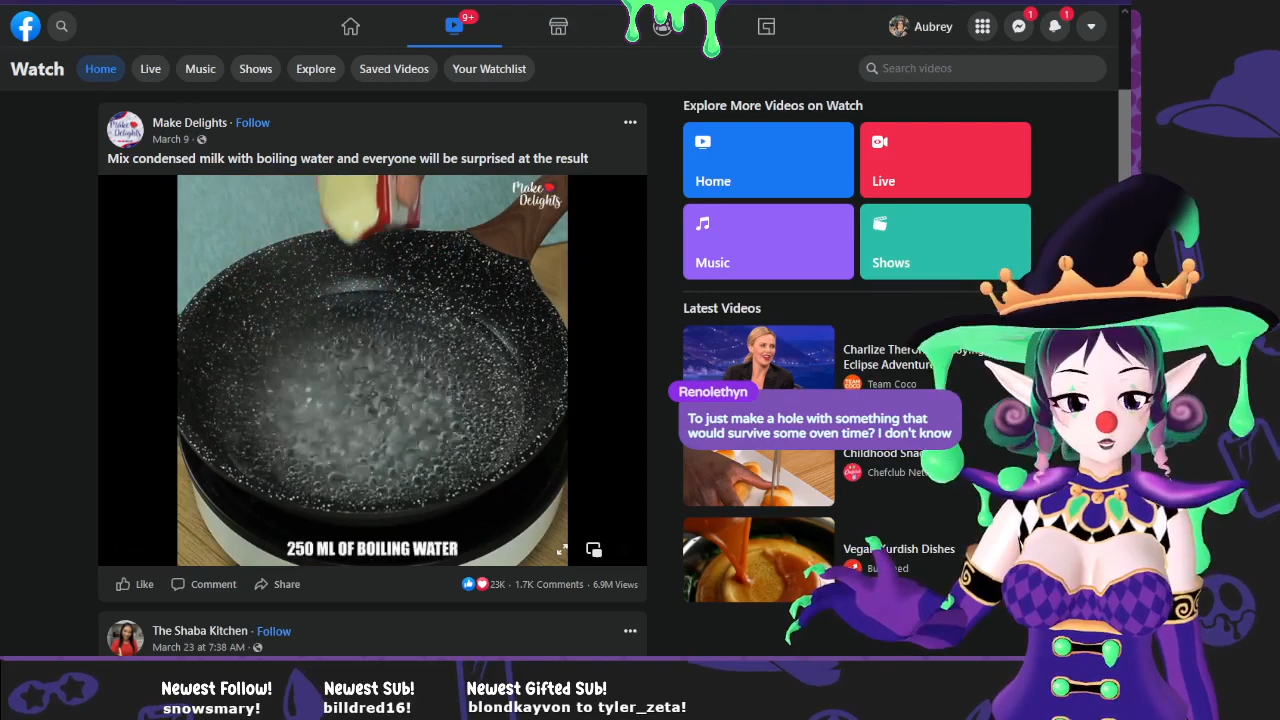 9+
Aubrey
1
1
Watch
Home
Live
Music
Shows
Explore
Saved Videos
Your Watchlist
Search videos
Make Delights · Follow
March 9 ·
Mix condensed milk with boiling water and everyone will be surprised at the result
Make
Delights
250 ML OF BOILING WATER
Like
Comment
Share
23K · 1.7K Comments · 6.9M Views
The Shaba Kitchen · Follow
March 23 at 7:38 AM ·
Explore More Videos on Watch
Home
Live
Music
Shows
Latest Videos
Charlize
Eclipse
TEAM COCO
Team Coco
Renolethyn
To just make a hole with something that
would survive some oven time? I don't know
Childhood
Chefclub
Kurdish Dishes
Newest Follow!
snowsmary!
Newest SUb!
billdred16!
Newest Gifted SUb!
blondkayvon to tyler_zeta!